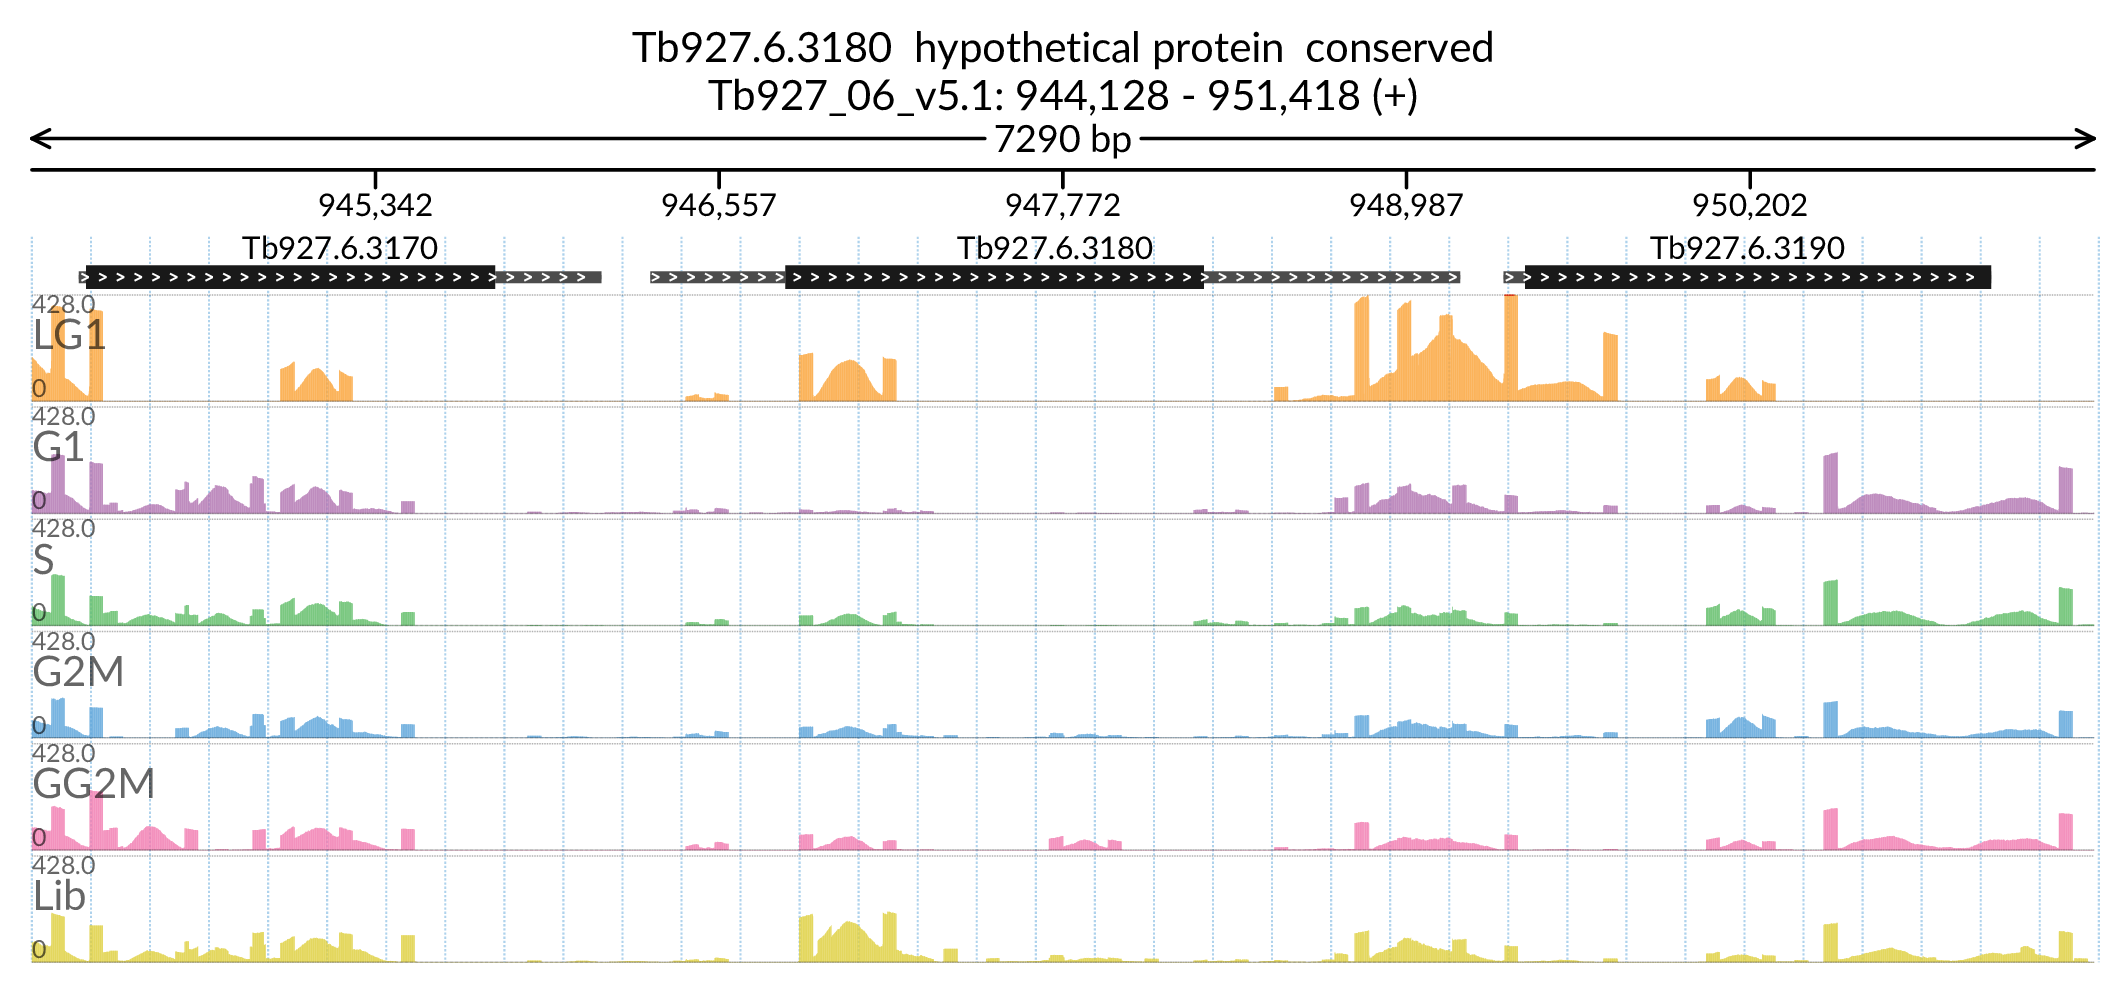 Tb927.6.3180  hypothetical protein  conserved
Tb927_06_v5.1: 944,128 - 951,418 (+)
7290 bp
945,342 946,557 947,772 948,987 950,202
Tb927.6.3170 Tb927.6.3180 Tb927.6.3190
428.0
LG1
0
428.0
G1
0
428.0
S
0
428.0
G2M
0
428.0
GG2M
0
428.0
Lib
0